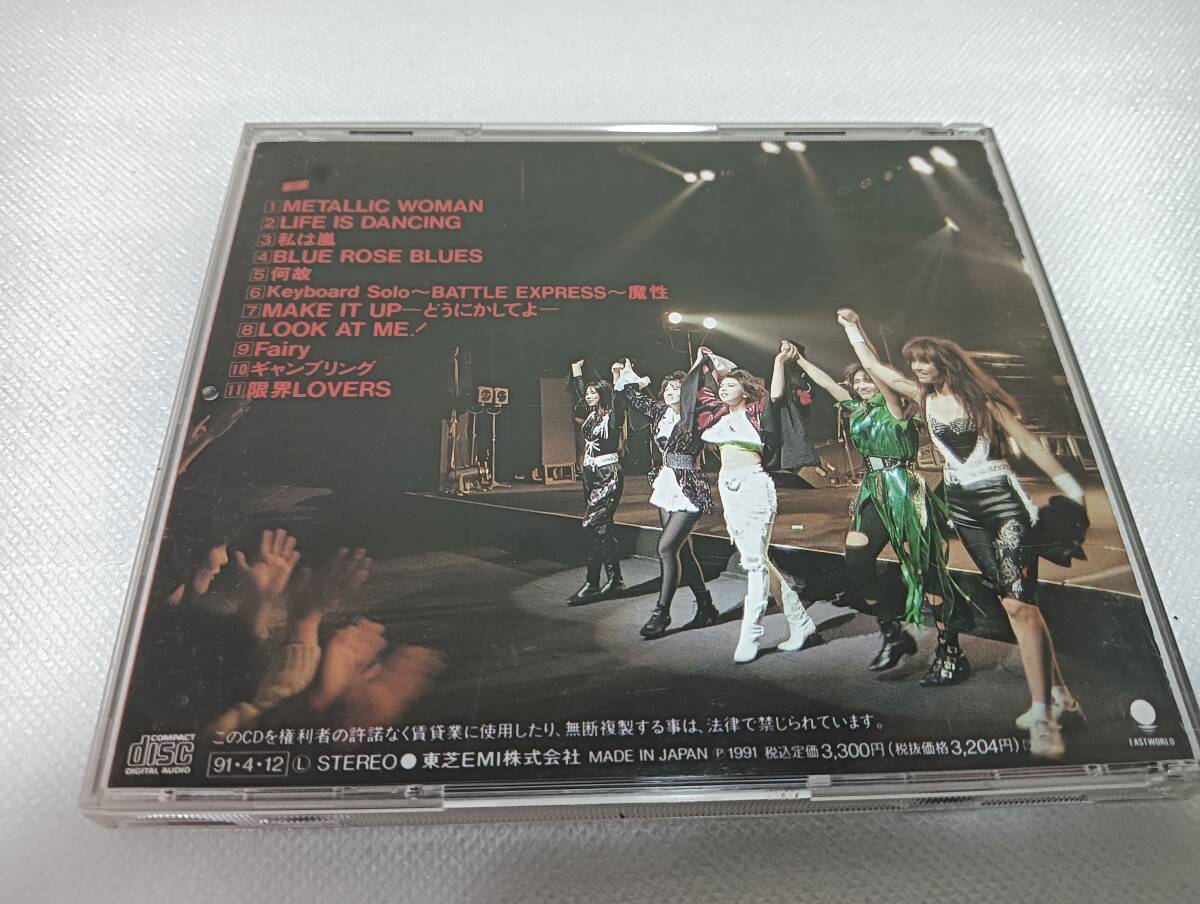 1 METALLIC WOMAN
2 LIFE IS DANCING
3 私は嵐
4 BLUE ROSE BLUES
5 何故
6 Keyboard Solo〜BATTLE EXPRESS〜魔性
7 MAKE IT UP—どうにかしてよ—
8 LOOK AT ME!
9 Fairy
10 ギャンブリング
11 限界LOVERS
このCDを権利者の許諾なく賃貸業に使用したり、無断複製する事は、法律で禁じられています。
COMPACT disc DIGITAL AUDIO
91・4・12 Ⓛ STEREO ● 東芝EMI株式会社 MADE IN JAPAN Ⓟ 1991 税込定価 3,300円 (税抜価格 3,204円)
EASTWORLD